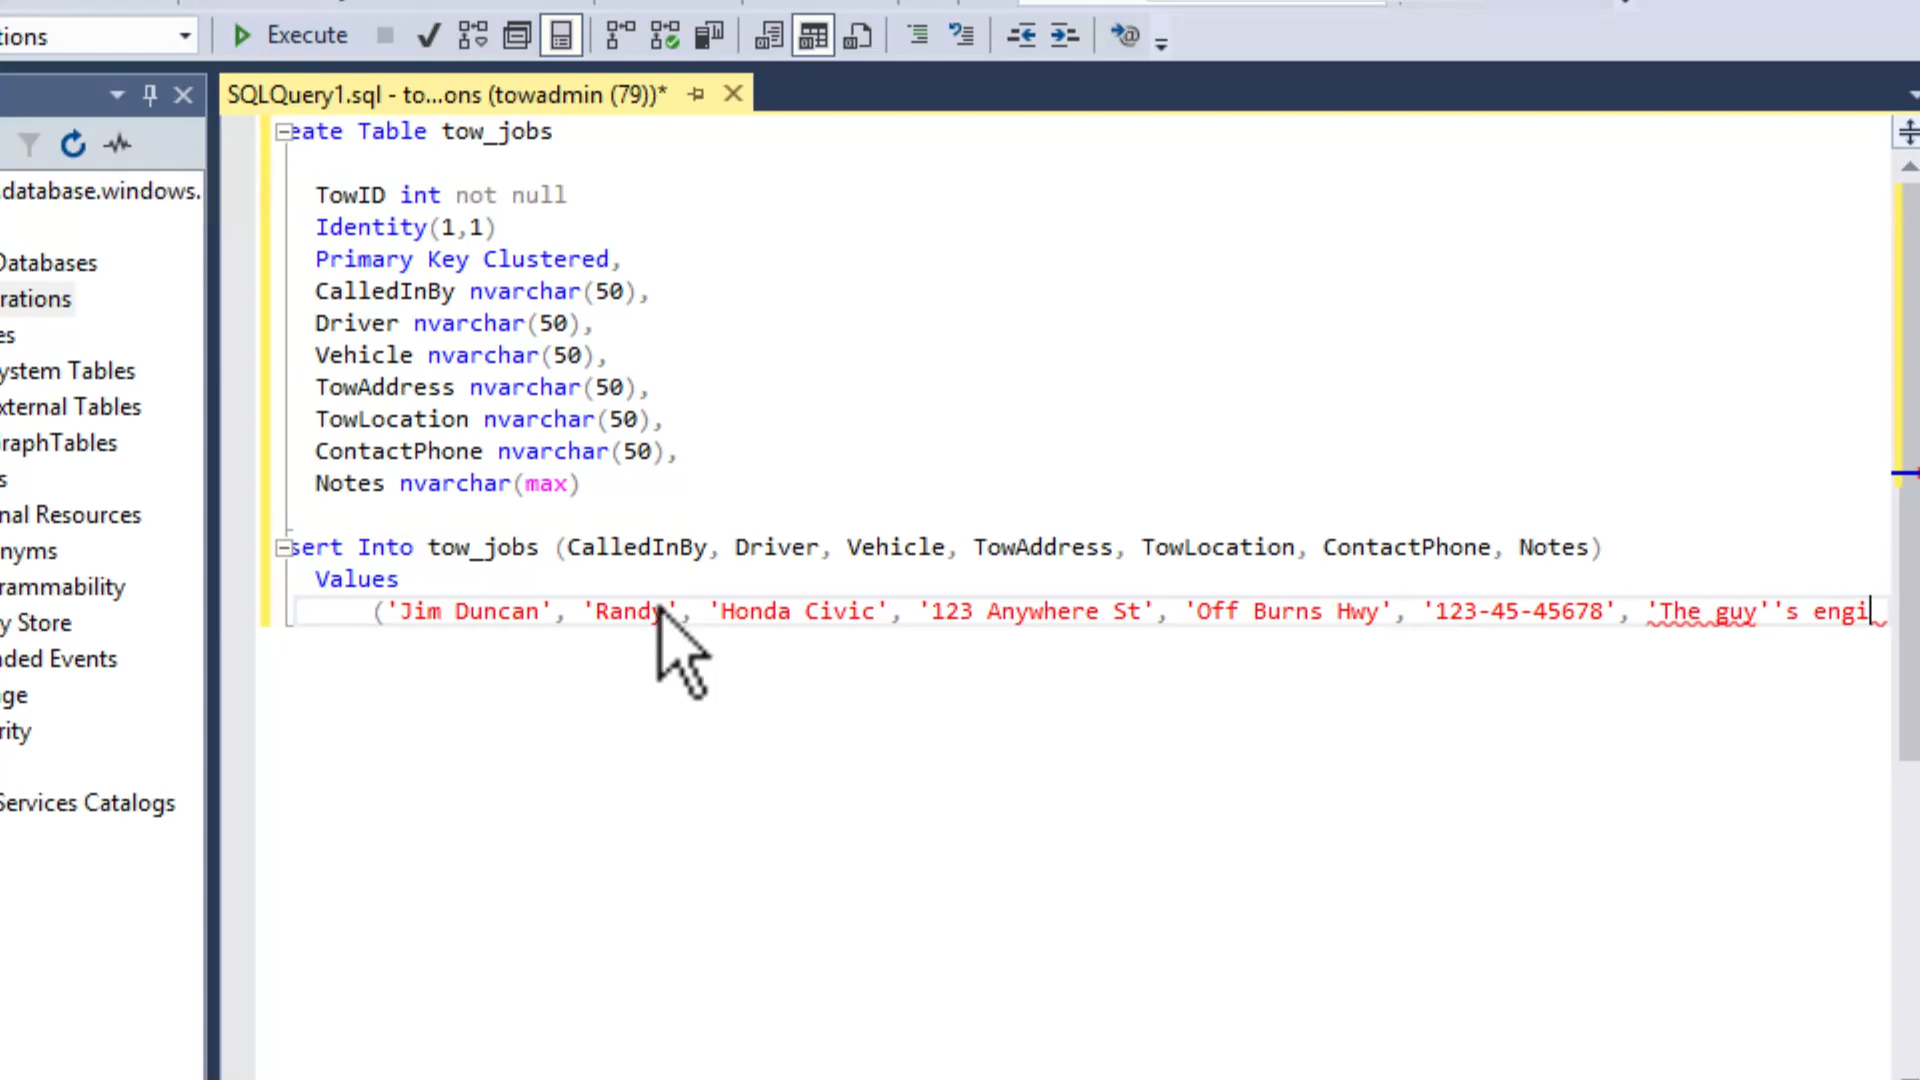 ions
Execute
SQLQuery1.sql - to...ons (towadmin (79))*
.database.windows.
Databases
rations
es
ystem Tables
xternal Tables
GraphTables
s
nal Resources
nyms
rammability
y Store
nded Events
ge
rity
Services Catalogs
eate Table tow_jobs
TowID int not null
Identity(1,1)
Primary Key Clustered,
CalledInBy nvarchar(50),
Driver nvarchar(50),
Vehicle nvarchar(50),
TowAddress nvarchar(50),
TowLocation nvarchar(50),
ContactPhone nvarchar(50),
Notes nvarchar(max)
sert Into tow_jobs (CalledInBy, Driver, Vehicle, TowAddress, TowLocation, ContactPhone, Notes)
Values
('Jim Duncan', 'Randy', 'Honda Civic', '123 Anywhere St', 'Off Burns Hwy', '123-45-45678', 'The guy''s engi